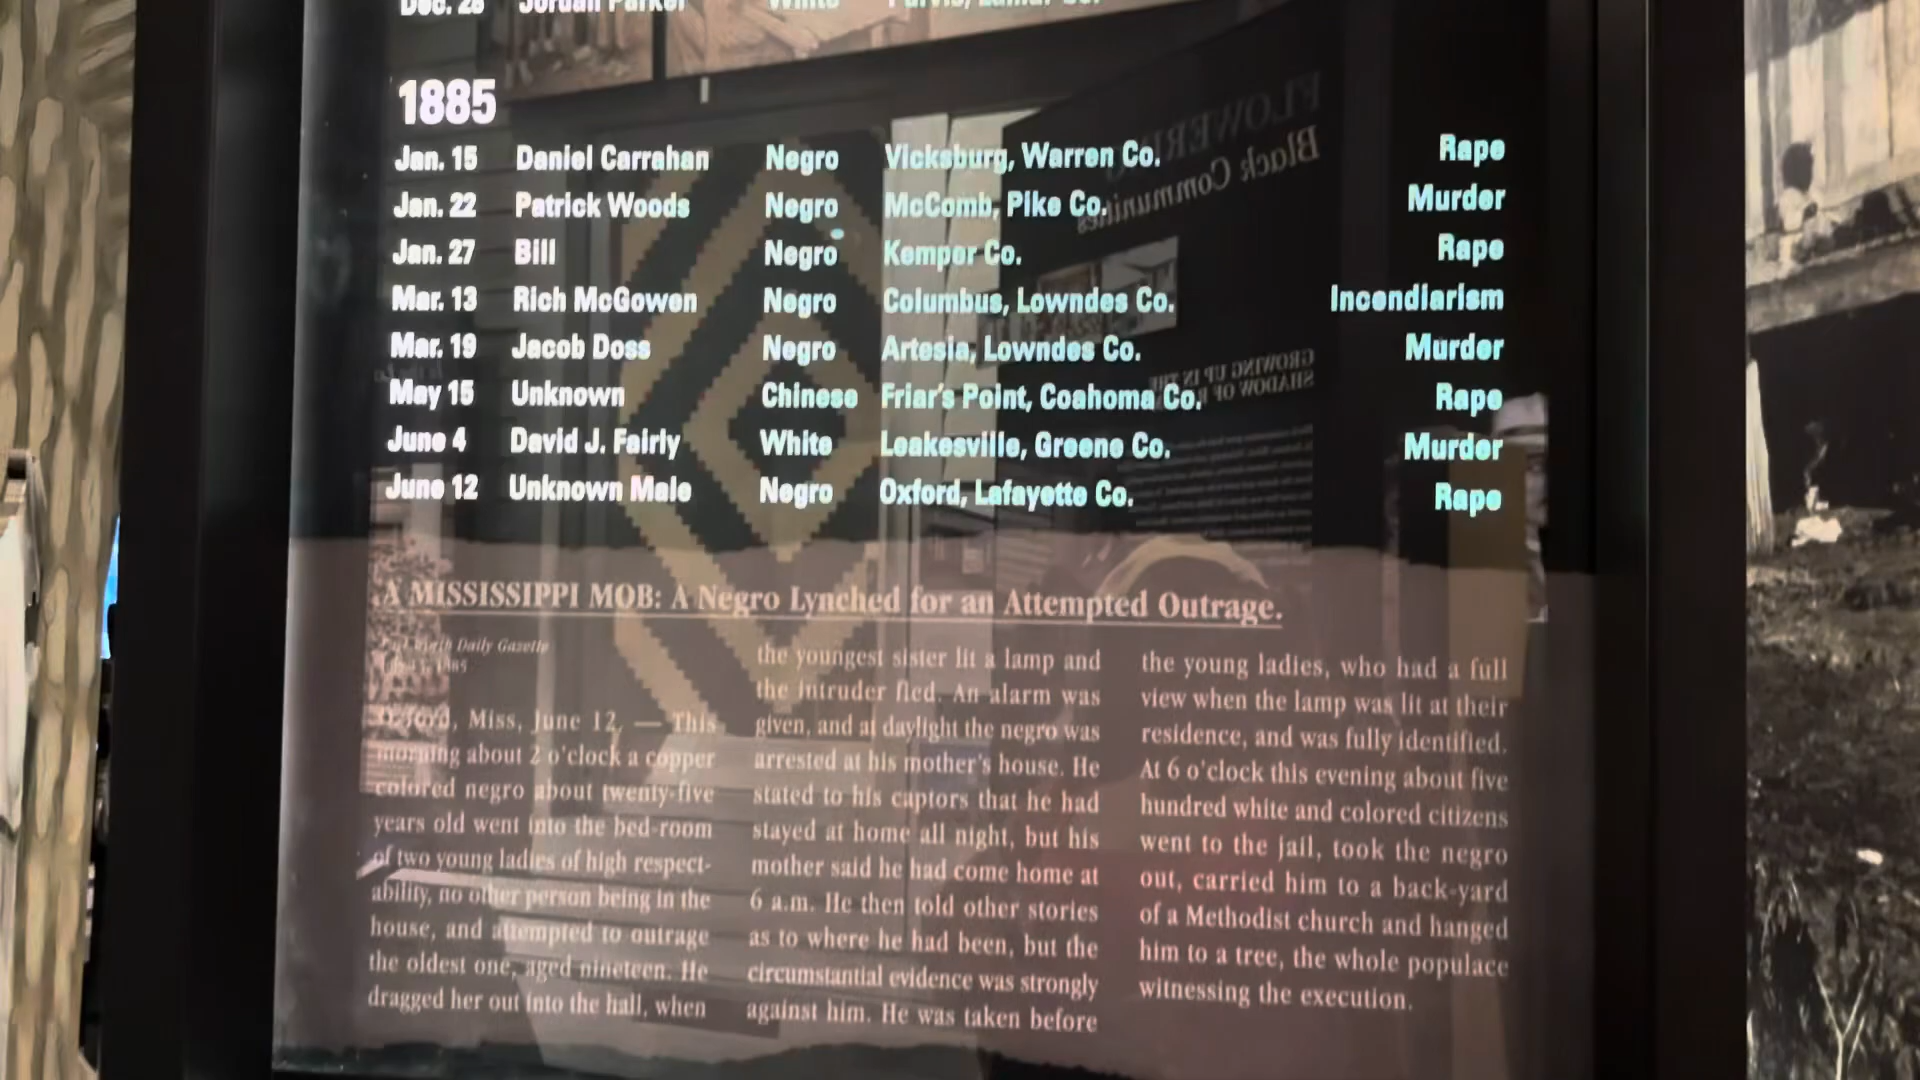 Dec. 28 Jordan Parker White Purvis, Lamar Co.
1885
Jan. 15 Daniel Carrahan Negro Vicksburg, Warren Co. Rape
Jan. 22 Patrick Woods Negro McComb, Pike Co. Murder
Jan. 27 Bill Negro Kemper Co. Rape
Mar. 13 Rich McGowen Negro Columbus, Lowndes Co. Incendiarism
Mar. 19 Jacob Doss Negro Artesia, Lowndes Co. Murder
May 15 Unknown Chinese Friar's Point, Coahoma Co. Rape
June 4 David J. Fairly White Leakesville, Greene Co. Murder
June 12 Unknown Male Negro Oxford, Lafayette Co. Rape
FLOWERING
Black Communities
GROWING UP IN THE
SHADOW OF
A MISSISSIPPI MOB: A Negro Lynched for an Attempted Outrage.
Daily Gazette
1885
Oxford, Miss, June 12, — This
morning about 2 o'clock a copper
colored negro about twenty-five
years old went into the bed-room
of two young ladies of high respect-
ability, no other person being in the
house, and attempted to outrage
the oldest one, aged nineteen. He
dragged her out into the hall, when
the youngest sister lit a lamp and
the intruder fled. An alarm was
given, and at daylight the negro was
arrested at his mother's house. He
stated to his captors that he had
stayed at home all night, but his
mother said he had come home at
6 a.m. He then told other stories
as to where he had been, but the
circumstantial evidence was strongly
against him. He was taken before
the young ladies, who had a full
view when the lamp was lit at their
residence, and was fully identified.
At 6 o'clock this evening about five
hundred white and colored citizens
went to the jail, took the negro
out, carried him to a back-yard
of a Methodist church and hanged
him to a tree, the whole populace
witnessing the execution.